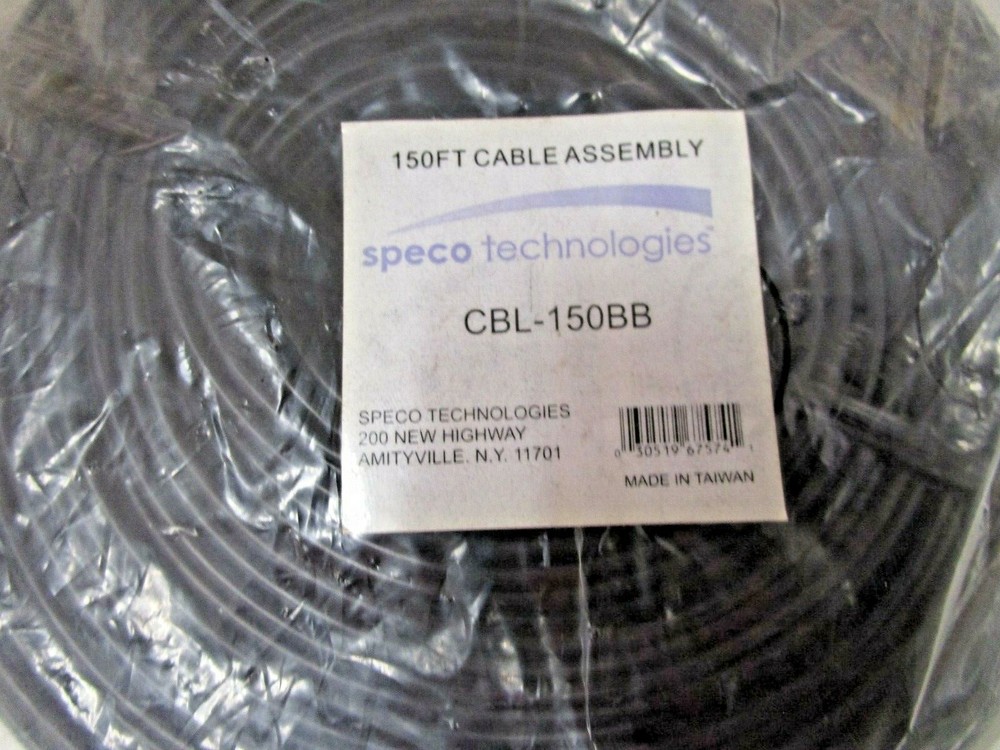 150FT CABLE ASSEMBLY
speco technologies™
CBL-150BB
SPECO TECHNOLOGIES
200 NEW HIGHWAY
AMITYVILLE. N.Y. 11701
0 30519 67574 1
MADE IN TAIWAN